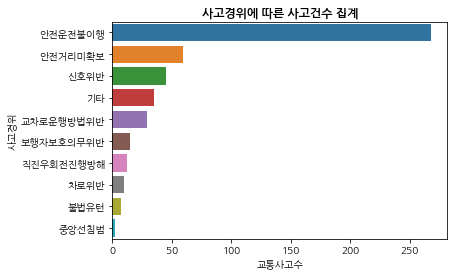 사고경위에 따른 사고건수 집계
안전운전불이행
안전거리미확보
신호위반
기타
교차로운행방법위반
보행자보호의무위반
직진우회전진행방해
차로위반
불법유턴
중앙선침범
사고경위
0 50 100 150 200 250
교통사고수